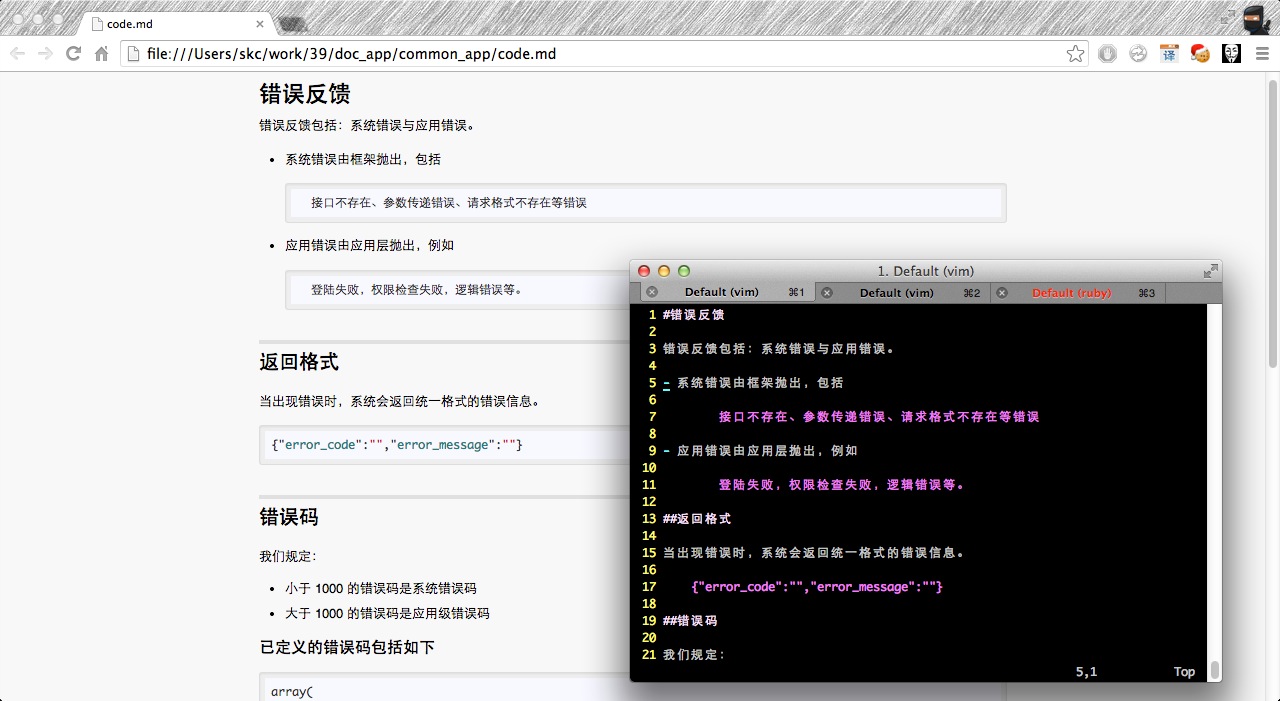 code.md
file:///Users/skc/work/39/doc_app/common_app/code.md
译
错误反馈
错误反馈包括：系统错误与应用错误。
• 系统错误由框架抛出，包括
接口不存在、参数传递错误、请求格式不存在等错误
• 应用错误由应用层抛出，例如
登陆失败，权限检查失败，逻辑错误等。
返回格式
当出现错误时，系统会返回统一格式的错误信息。
{"error_code":"","error_message":""}
错误码
我们规定：
• 小于 1000 的错误码是系统错误码
• 大于 1000 的错误码是应用级错误码
已定义的错误码包括如下
array(
1. Default (vim)
Default (vim) ⌘1 Default (vim) ⌘2 Default (ruby) ⌘3
1 #错误反馈
2
3 错误反馈包括：系统错误与应用错误。
4
5 - 系统错误由框架抛出，包括
6
7 接口不存在、参数传递错误、请求格式不存在等错误
8
9 - 应用错误由应用层抛出，例如
10
11 登陆失败，权限检查失败，逻辑错误等。
12
13 ##返回格式
14
15 当出现错误时，系统会返回统一格式的错误信息。
16
17 {"error_code":"","error_message":""}
18
19 ##错误码
20
21 我们规定：
5,1 Top